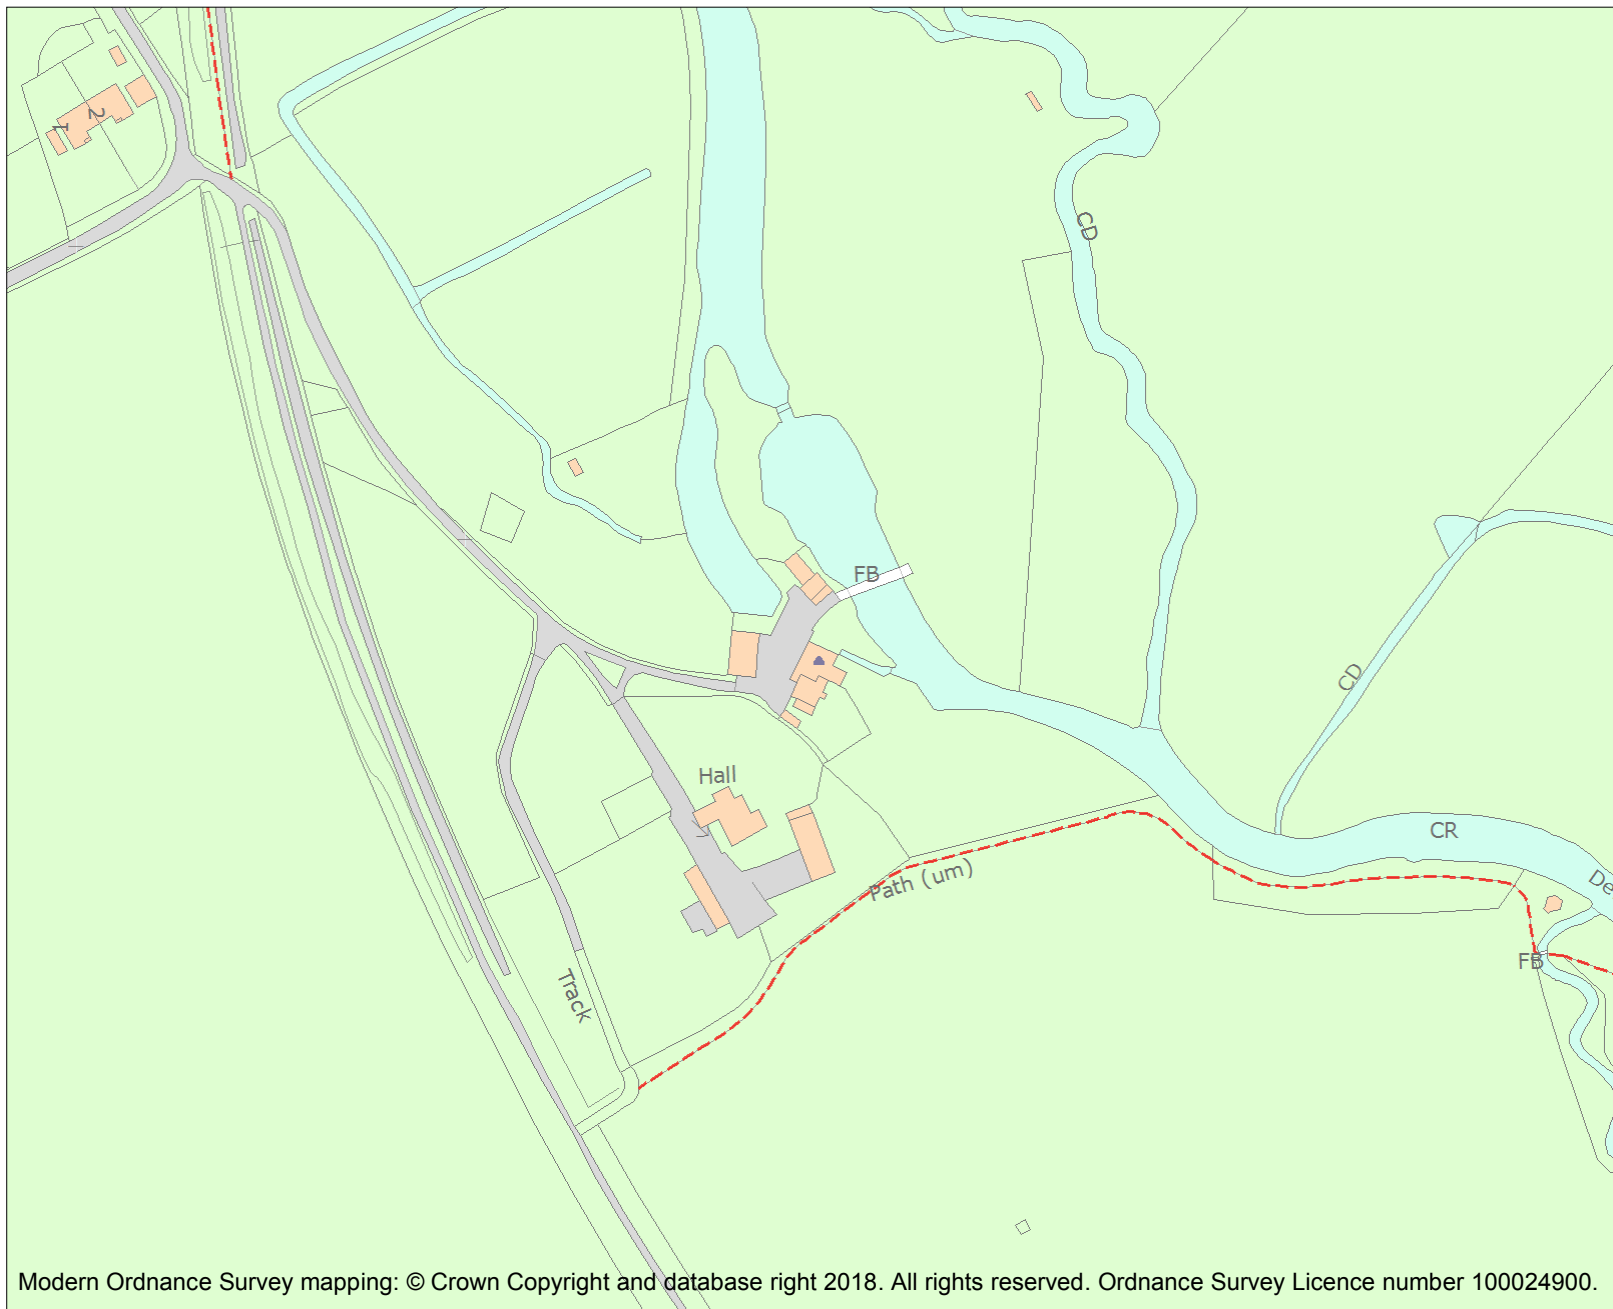 2
1
CD
FB
CD
Hall
CR
Path (um)
De
FB
Track
Modern Ordnance Survey mapping: © Crown Copyright and database right 2018. All rights reserved. Ordnance Survey Licence number 100024900.